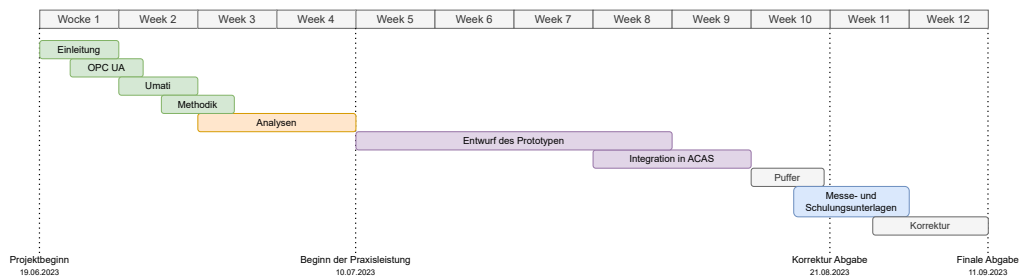 Wocke 1 Week 2 Week 3 Week 4 Week 5 Week 6 Week 7 Week 8 Week 9 Week 10 Week 11 Week 12
Einleitung
OPC UA
Umati
Methodik
Analysen
Entwurf des Prototypen
Integration in ACAS
Puffer
Messe- und
Schulungsunterlagen
Korrektur
Projektbeginn
19.06.2023
Beginn der Praxisleistung
10.07.2023
Korrektur Abgabe
21.08.2023
Finale Abgabe
11.09.2023